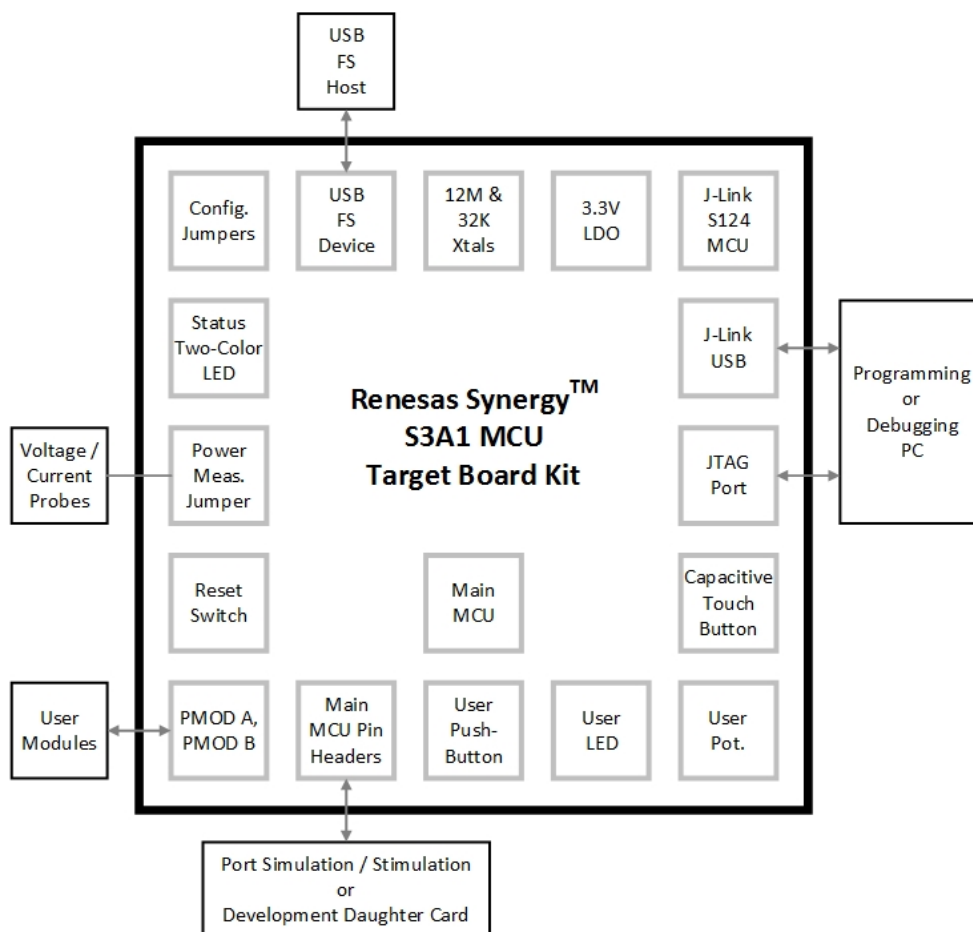 USB
FS
Host
Config.
Jumpers
USB
FS
Device
12M &
32K
Xtals
3.3V
LDO
J-Link
S124
MCU
Status
Two-Color
LED
J-Link
USB
Programming
or
Debugging
PC
Renesas Synergy™
S3A1 MCU
Target Board Kit
Voltage /
Current
Probes
Power
Meas.
Jumper
JTAG
Port
Reset
Switch
Main
MCU
Capacitive
Touch
Button
User
Modules
PMOD A,
PMOD B
Main
MCU Pin
Headers
User
Push-
Button
User
LED
User
Pot.
Port Simulation / Stimulation
or
Development Daughter Card